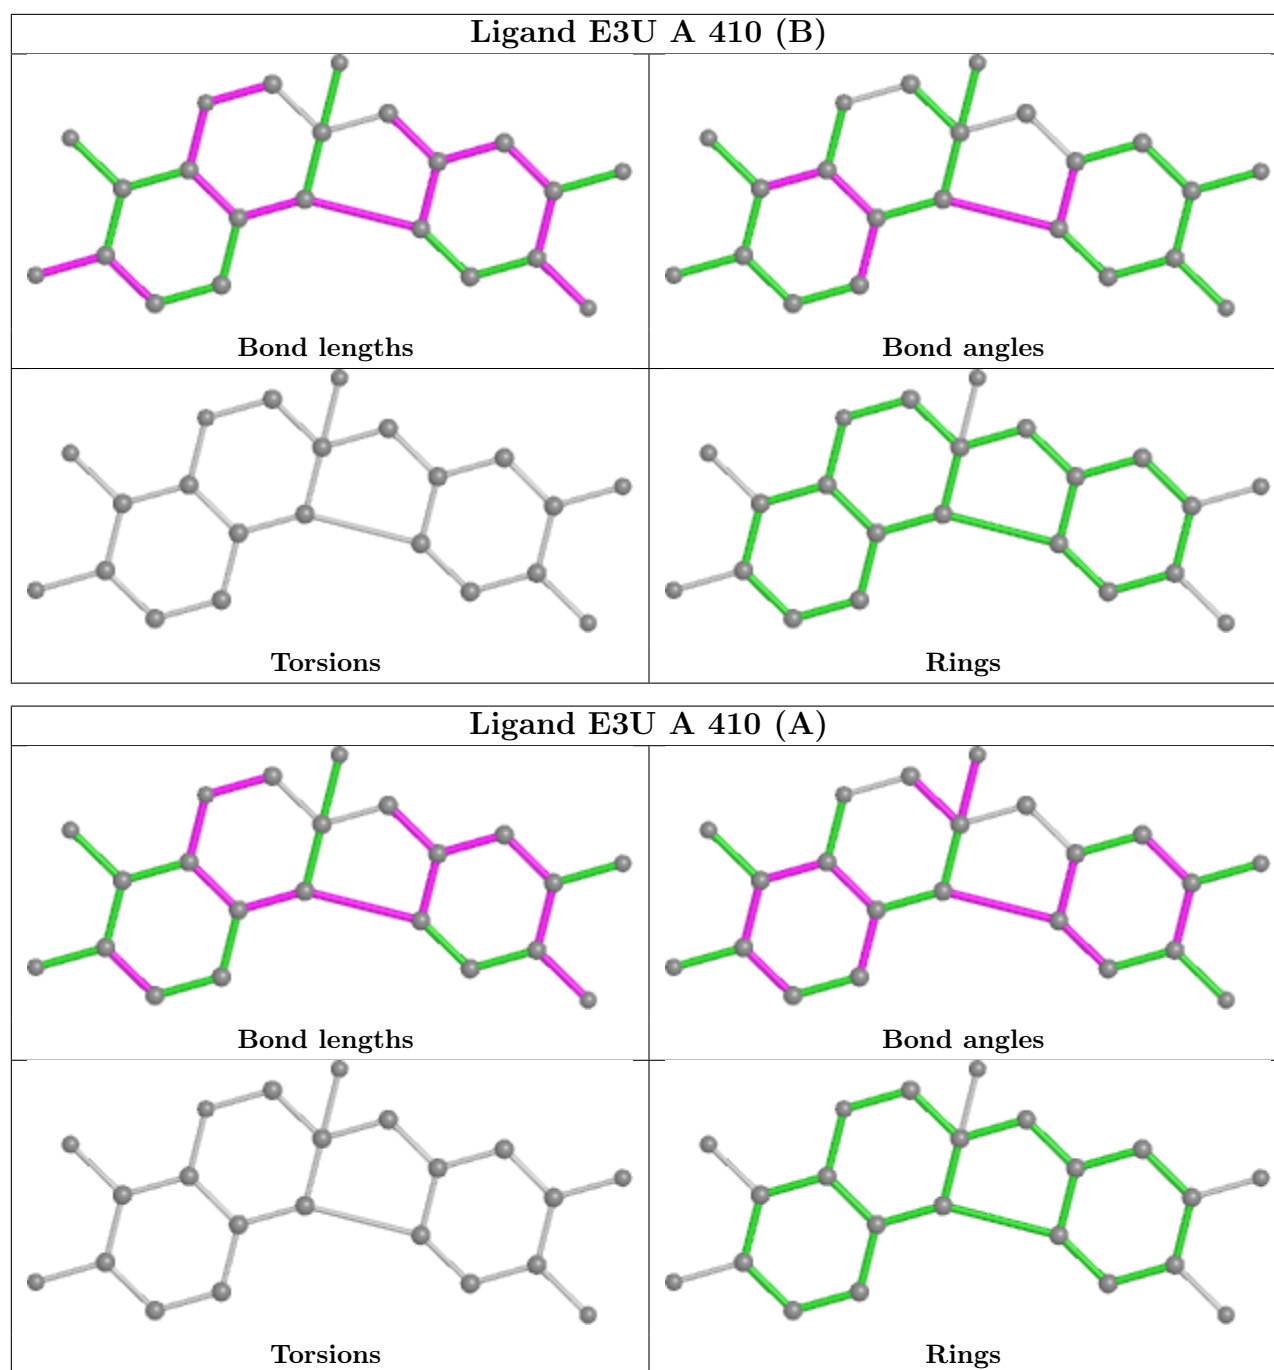 Ligand E3U A 410 (B)
Bond lengths
Bond angles
Torsions
Rings
Ligand E3U A 410 (A)
Bond lengths
Bond angles
Torsions
Rings